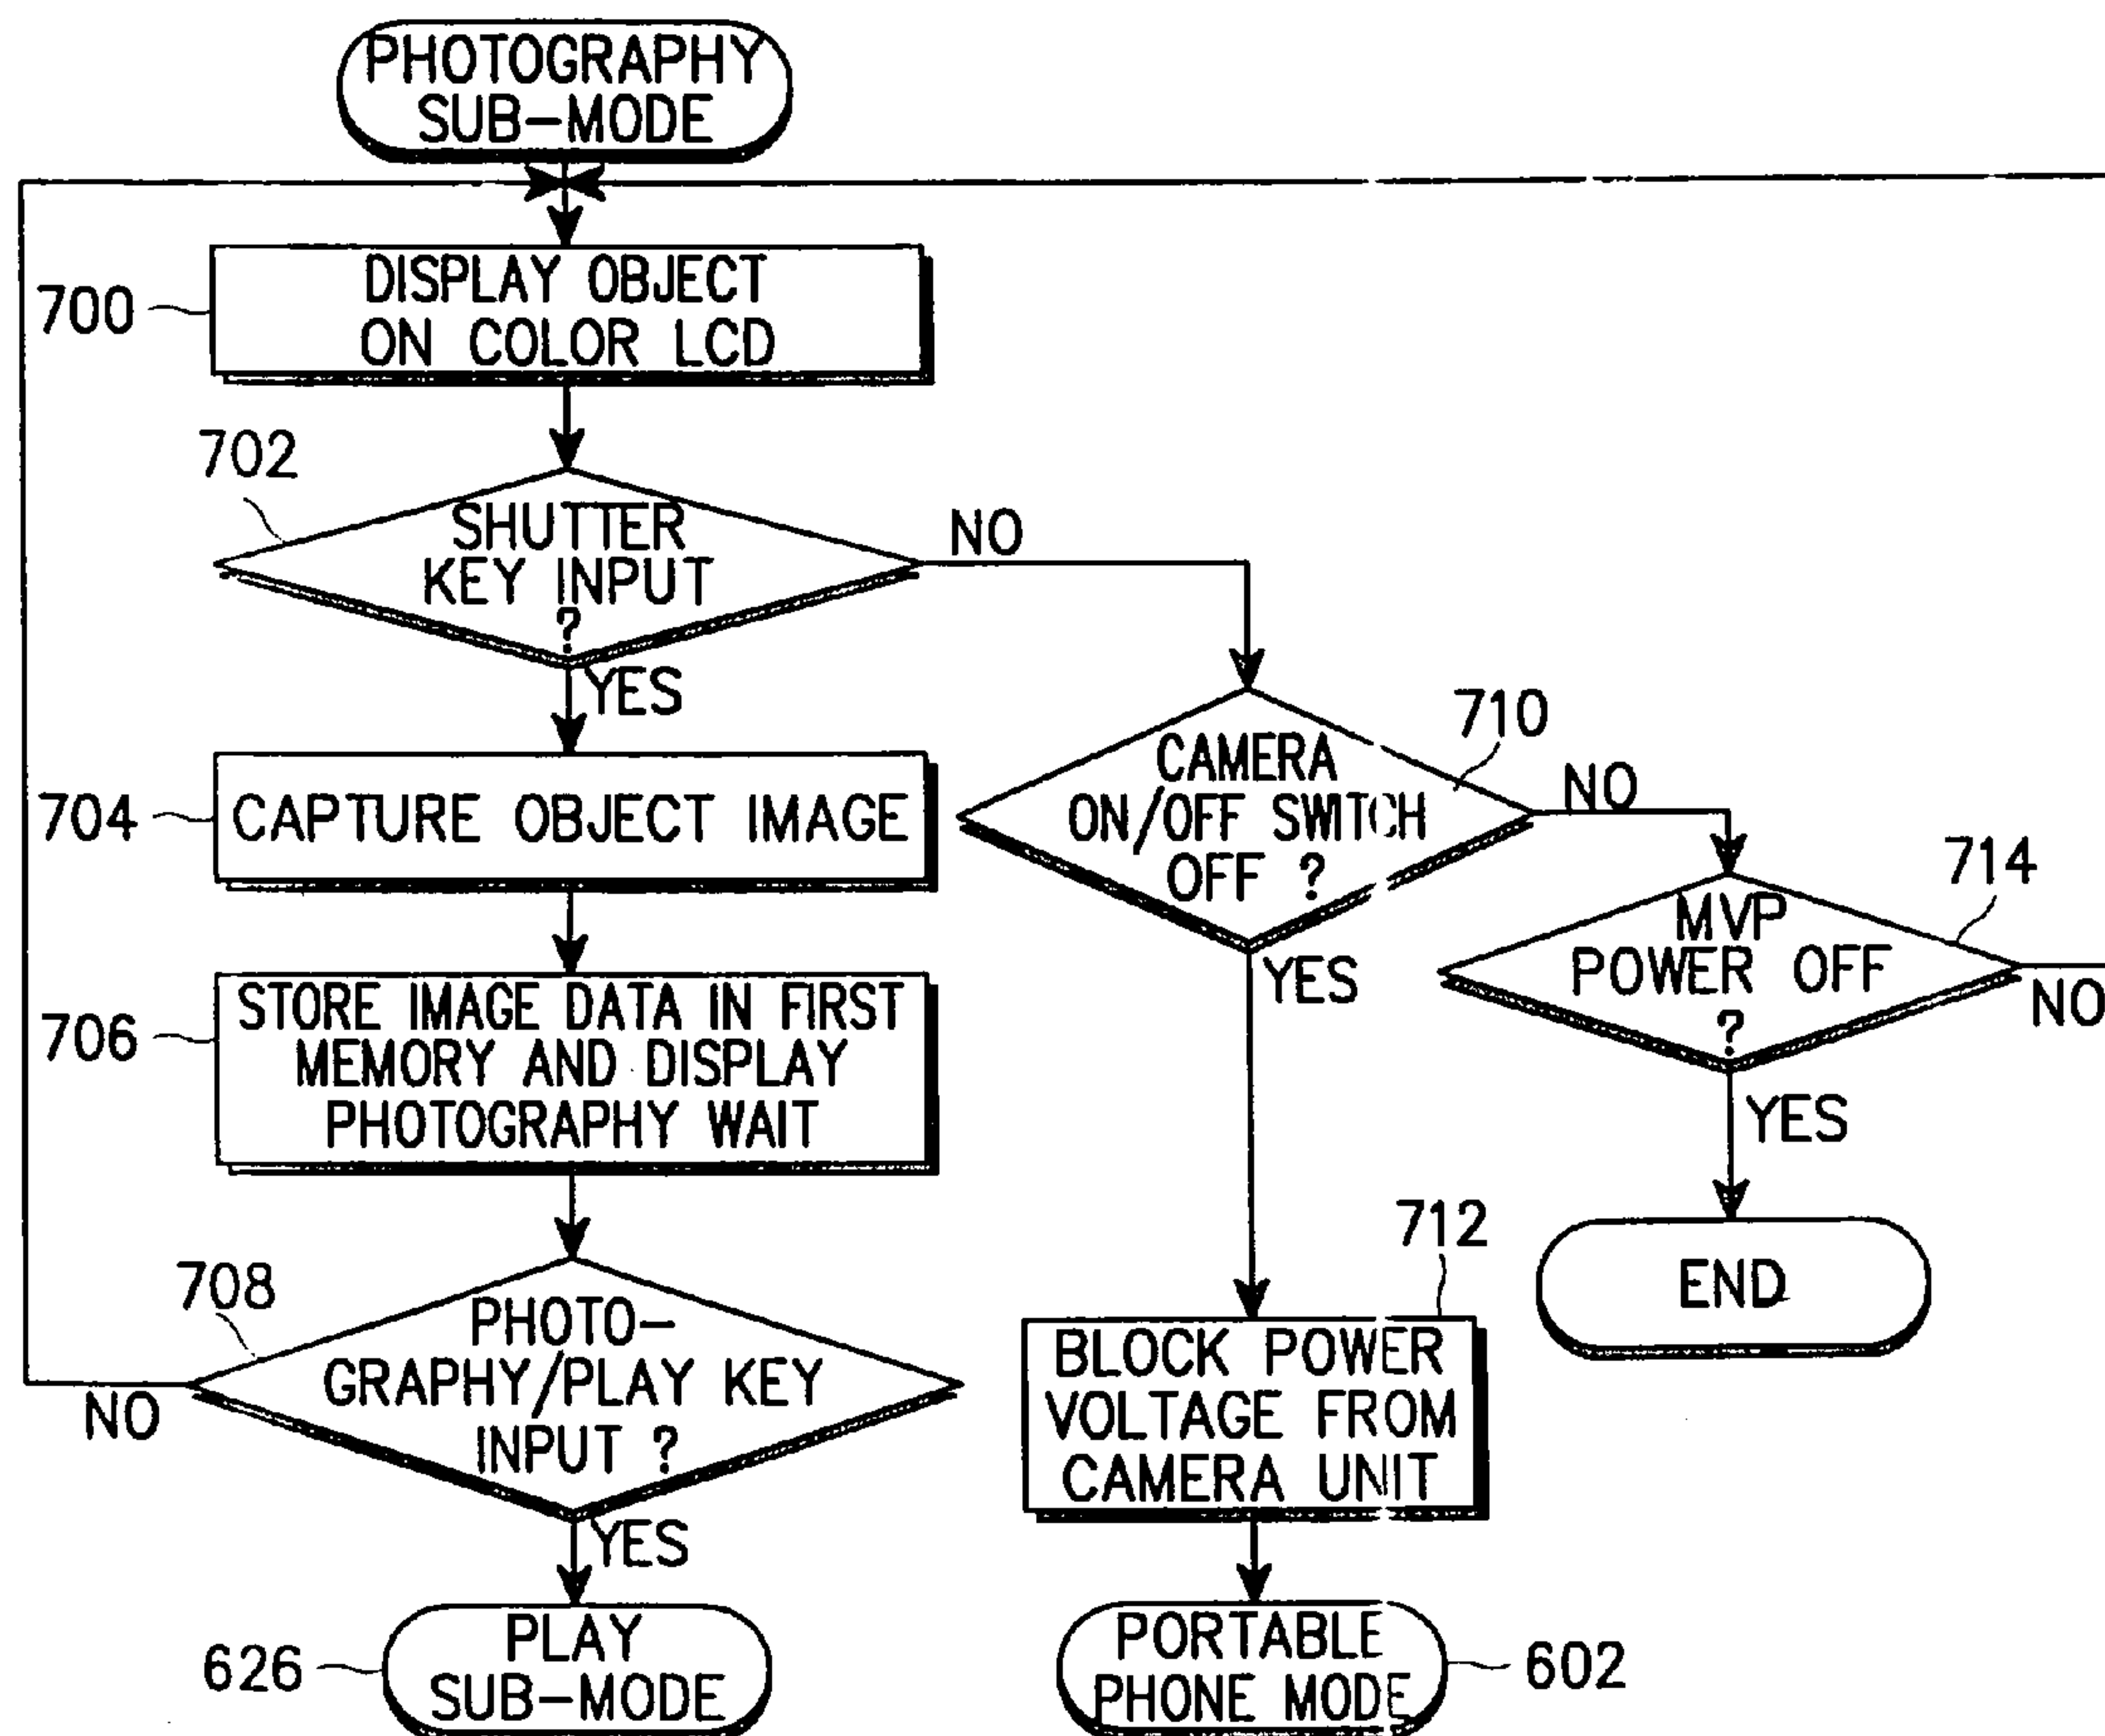 PHOTOGRAPHY
SUB-MODE
700
DISPLAY OBJECT
ON COLOR LCD
702
SHUTTER
KEY INPUT
?
NO
YES
704
CAPTURE OBJECT IMAGE
706
STORE IMAGE DATA IN FIRST
MEMORY AND DISPLAY
PHOTOGRAPHY WAIT
708
PHOTO-
GRAPHY/PLAY KEY
INPUT ?
NO
YES
626
PLAY
SUB-MODE
710
CAMERA
ON/OFF SWITCH
OFF ?
NO
YES
712
BLOCK POWER
VOLTAGE FROM
CAMERA UNIT
PORTABLE
PHONE MODE
602
714
MVP
POWER OFF
?
NO
YES
END